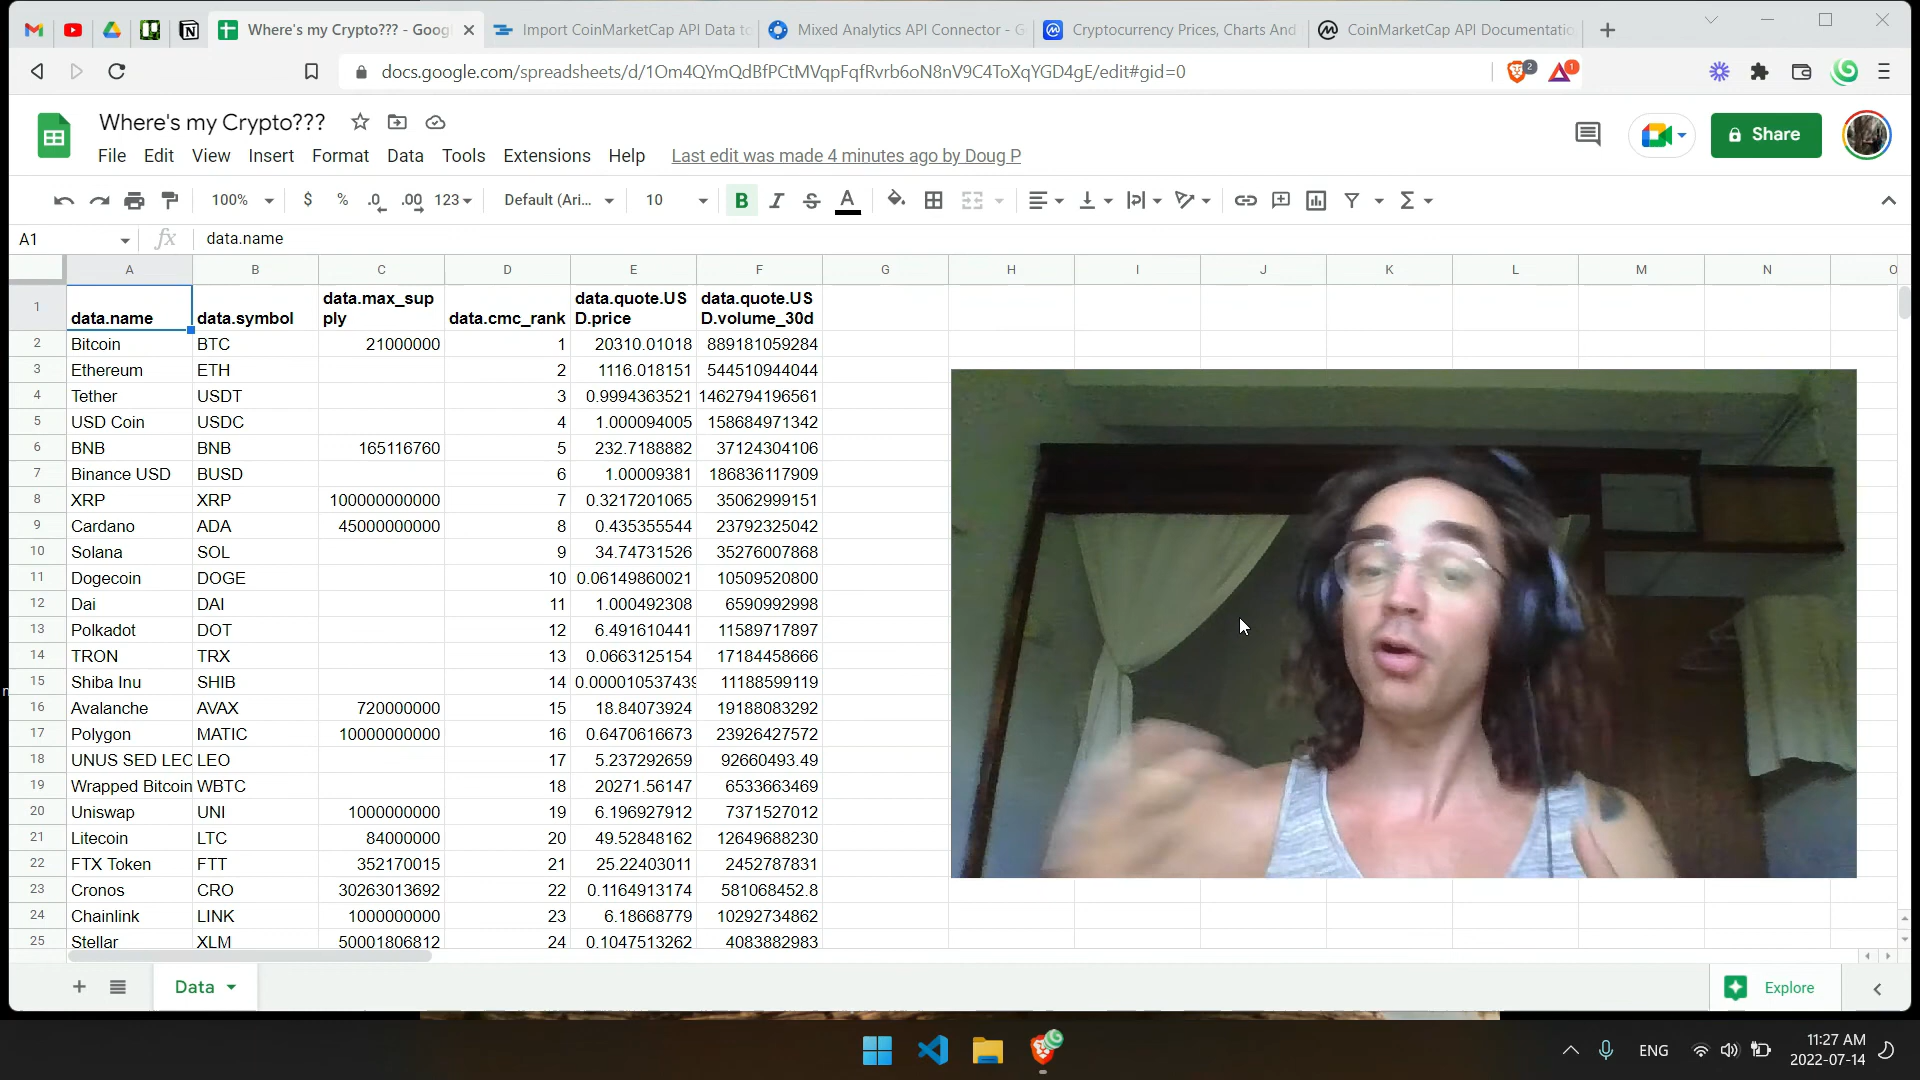 Where's my Crypto??? - Goog
Import CoinMarketCap API Data to
Mixed Analytics API Connector - G
Cryptocurrency Prices, Charts And
CoinMarketCap API Documentatio
docs.google.com/spreadsheets/d/1Om4QYmQdBfPCtMVqpFqfRvrb6oN8nV9C4ToXqYGD4gE/edit#gid=0
2
1
Where's my Crypto???
Share
File Edit View Insert Format Data Tools Extensions Help Last edit was made 4 minutes ago by Doug P
100% $ % .0 .00 123 Default (Ari... 10 B I S A
A1 fx data.name
A B C D E F G H I J K L M N O
1 data.name data.symbol data.max_sup data.cmc_rank data.quote.US data.quote.US
ply D.price D.volume_30d
2 Bitcoin BTC 21000000 1 20310.01018 889181059284
3 Ethereum ETH 2 1116.018151 544510944044
4 Tether USDT 3 0.9994363521 1462794196561
5 USD Coin USDC 4 1.000094005 158684971342
6 BNB BNB 165116760 5 232.7188882 37124304106
7 Binance USD BUSD 6 1.00009381 186836117909
8 XRP XRP 100000000000 7 0.3217201065 35062999151
9 Cardano ADA 45000000000 8 0.435355544 23792325042
10 Solana SOL 9 34.74731526 35276007868
11 Dogecoin DOGE 10 0.06149860021 10509520800
12 Dai DAI 11 1.000492308 6590992998
13 Polkadot DOT 12 6.491610441 11589717897
14 TRON TRX 13 0.0663125154 17184458666
15 Shiba Inu SHIB 14 0.000010537439 11188599119
16 Avalanche AVAX 720000000 15 18.84073924 19188083292
17 Polygon MATIC 10000000000 16 0.6470616673 23926427572
18 UNUS SED LEO LEO 17 5.237292659 92660493.49
19 Wrapped Bitcoin WBTC 18 20271.56147 6533663469
20 Uniswap UNI 1000000000 19 6.196927912 7371527012
21 Litecoin LTC 84000000 20 49.52848162 12649688230
22 FTX Token FTT 352170015 21 25.22403011 2452787831
23 Cronos CRO 30263013692 22 0.1164913174 581068452.8
24 Chainlink LINK 1000000000 23 6.18668779 10292734862
25 Stellar XLM 50001806812 24 0.1047513262 4083882983
Data
Explore
ENG
11:27 AM
2022-07-14